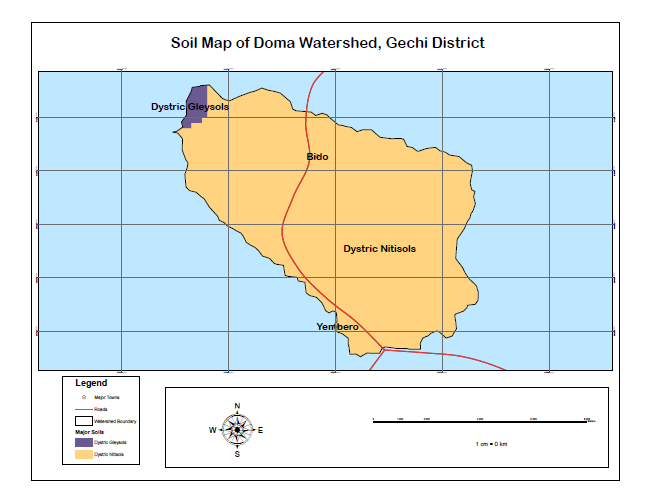 Soil Map of Doma Watershed, Gechi District
Dystric Gleysols
Bido
Dystric Nitisols
Yembero
Legend
Major Towns
Roads
Watershed Boundary
Major Soils
Dystric Gleysols
Dystric Nitisols
N
W
E
S
1 cm = 0 km